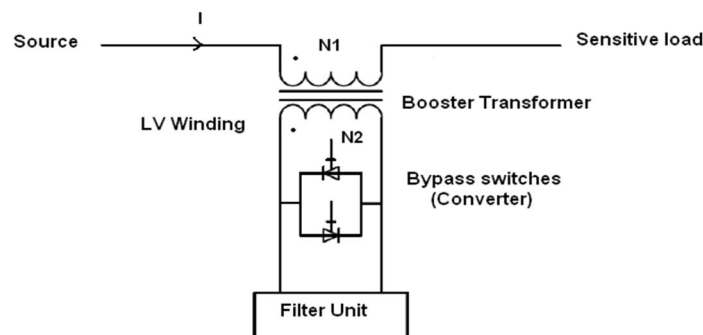 I
Source
N1
Sensitive load
Booster Transformer
LV Winding
N2
Bypass switches
(Converter)
Filter Unit